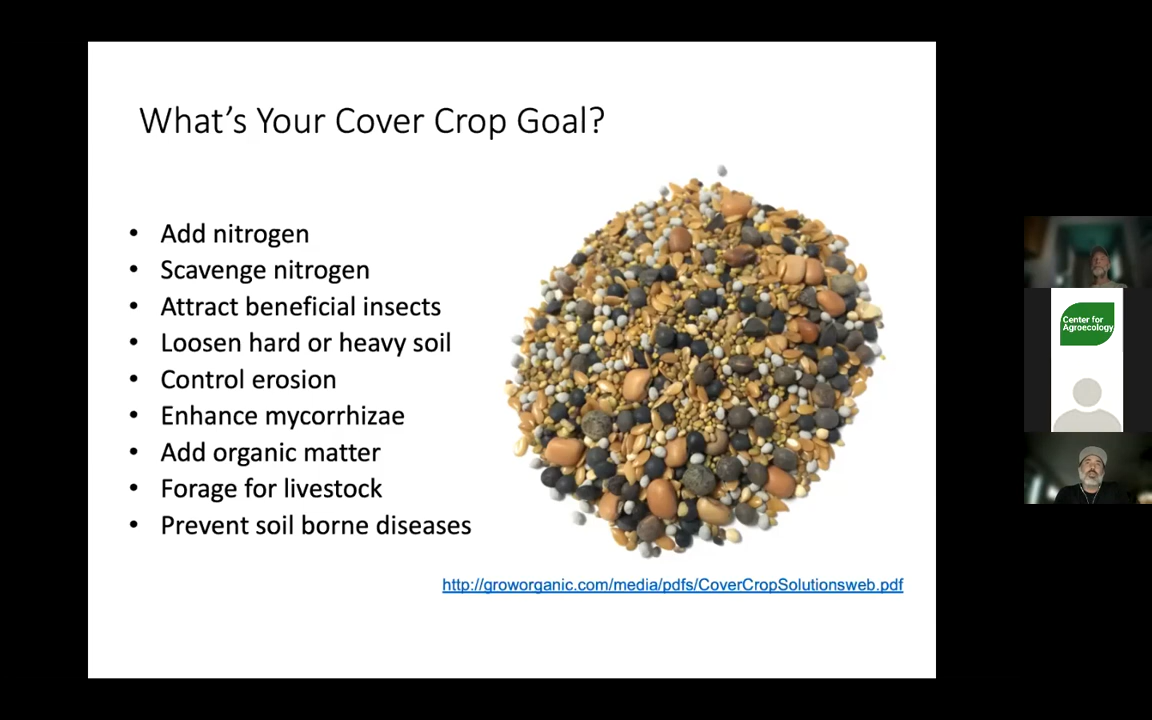 What's Your Cover Crop Goal?
• Add nitrogen
• Scavenge nitrogen
• Attract beneficial insects
• Loosen hard or heavy soil
• Control erosion
• Enhance mycorrhizae
• Add organic matter
• Forage for livestock
• Prevent soil borne diseases
http://groworganic.com/media/pdfs/CoverCropSolutionsweb.pdf
Center for
Agroecology